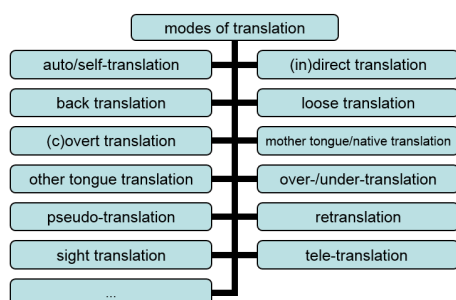 modes of translation
auto/self-translation
(in)direct translation
back translation
loose translation
(c)overt translation
mother tongue/native translation
other tongue translation
over-/under-translation
pseudo-translation
retranslation
sight translation
tele-translation
...